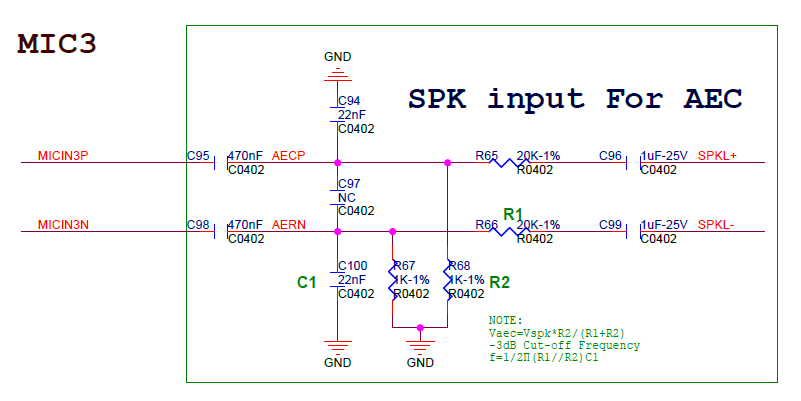 MIC3
GND
SPK input For AEC
C94
22nF
C0402
MICIN3P
C95
470nF
C0402
AECP
R65
20K-1%
R0402
C96
1uF-25V
C0402
SPKL+
C97
NC
C0402
MICIN3N
C98
470nF
C0402
AERN
R1
R66
20K-1%
R0402
C99
1uF-25V
C0402
SPKL-
C1
C100
22nF
C0402
R67
1K-1%
R0402
R68
1K-1%
R0402
R2
GND
GND
NOTE:
Vaec=Vspk*R2/(R1+R2)
-3dB Cut-off Frequency
f=1/2Π(R1//R2)C1